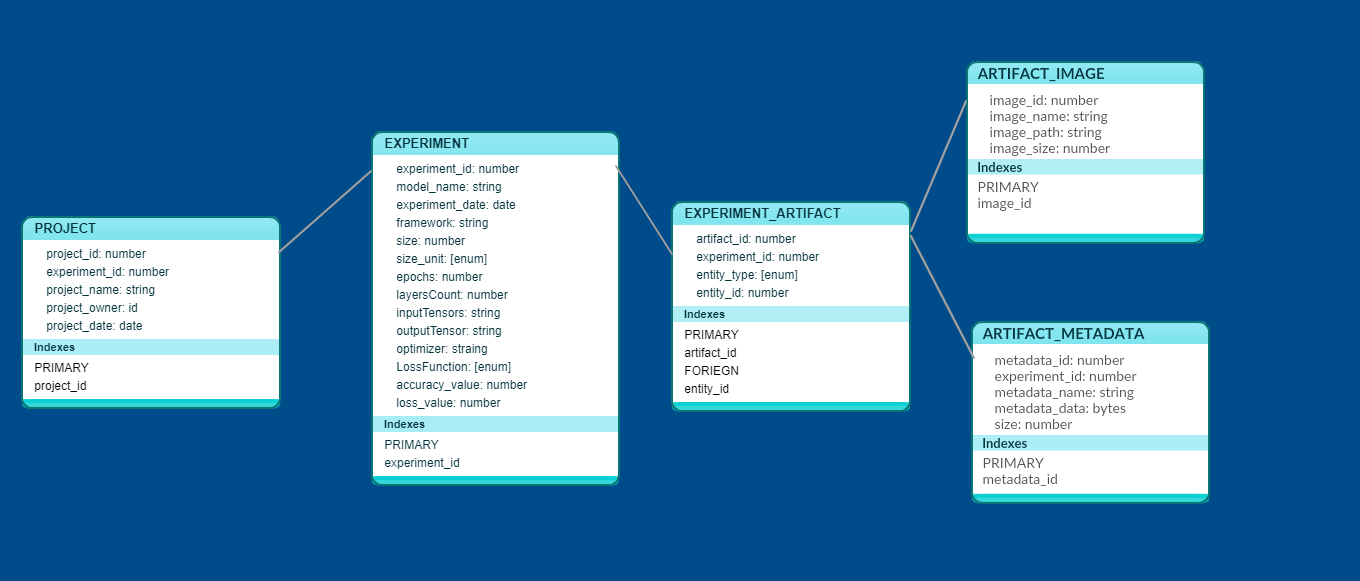 PROJECT
project_id: number
experiment_id: number
project_name: string
project_owner: id
project_date: date
Indexes
PRIMARY
project_id
EXPERIMENT
experiment_id: number
model_name: string
experiment_date: date
framework: string
size: number
size_unit: [enum]
epochs: number
layersCount: number
inputTensors: string
outputTensor: string
optimizer: straing
LossFunction: [enum]
accuracy_value: number
loss_value: number
Indexes
PRIMARY
experiment_id
EXPERIMENT_ARTIFACT
artifact_id: number
experiment_id: number
entity_type: [enum]
entity_id: number
Indexes
PRIMARY
artifact_id
FORIEGN
entity_id
ARTIFACT_IMAGE
image_id: number
image_name: string
image_path: string
image_size: number
Indexes
PRIMARY
image_id
ARTIFACT_METADATA
metadata_id: number
experiment_id: number
metadata_name: string
metadata_data: bytes
size: number
Indexes
PRIMARY
metadata_id